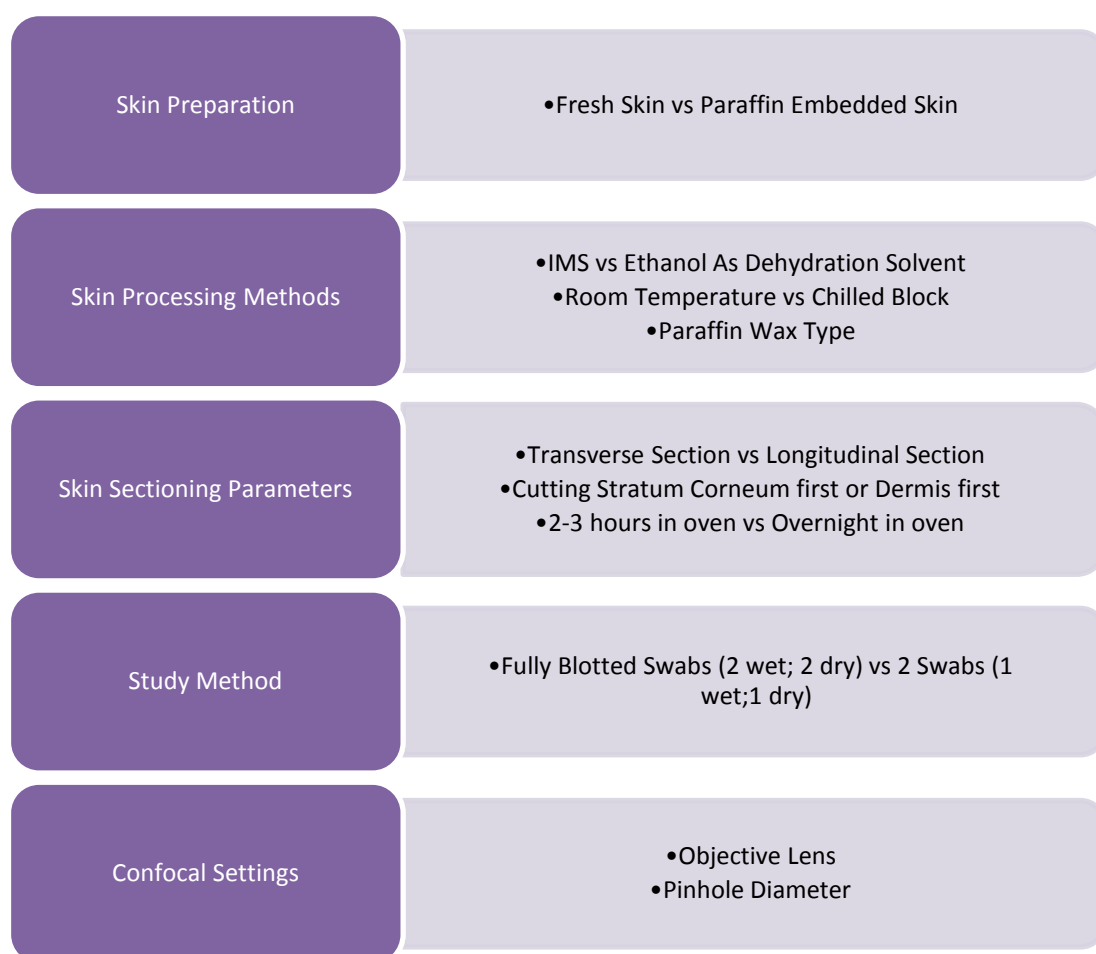 Skin Preparation
•Fresh Skin vs Paraffin Embedded Skin
Skin Processing Methods
•IMS vs Ethanol As Dehydration Solvent
•Room Temperature vs Chilled Block
•Paraffin Wax Type
Skin Sectioning Parameters
•Transverse Section vs Longitudinal Section
•Cutting Stratum Corneum first or Dermis first
•2-3 hours in oven vs Overnight in oven
Study Method
•Fully Blotted Swabs (2 wet; 2 dry) vs 2 Swabs (1
wet;1 dry)
Confocal Settings
•Objective Lens
•Pinhole Diameter